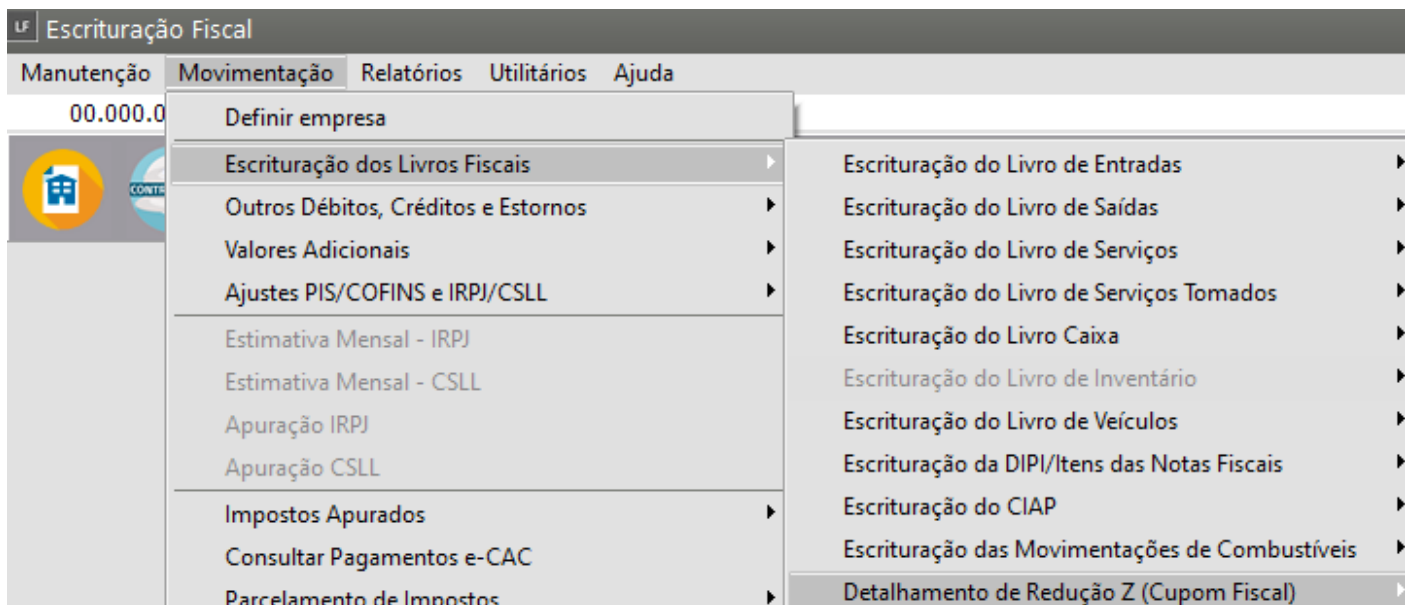 LF Escrituração Fiscal
Manutenção Movimentação Relatórios Utilitários Ajuda
00.000.0
Definir empresa
Escrituração dos Livros Fiscais
Outros Débitos, Créditos e Estornos
Valores Adicionais
Ajustes PIS/COFINS e IRPJ/CSLL
Estimativa Mensal - IRPJ
Estimativa Mensal - CSLL
Apuração IRPJ
Apuração CSLL
Impostos Apurados
Consultar Pagamentos e-CAC
Parcelamento de Impostos
Escrituração do Livro de Entradas
Escrituração do Livro de Saídas
Escrituração do Livro de Serviços
Escrituração do Livro de Serviços Tomados
Escrituração do Livro Caixa
Escrituração do Livro de Inventário
Escrituração do Livro de Veículos
Escrituração da DIPI/Itens das Notas Fiscais
Escrituração do CIAP
Escrituração das Movimentações de Combustíveis
Detalhamento de Redução Z (Cupom Fiscal)